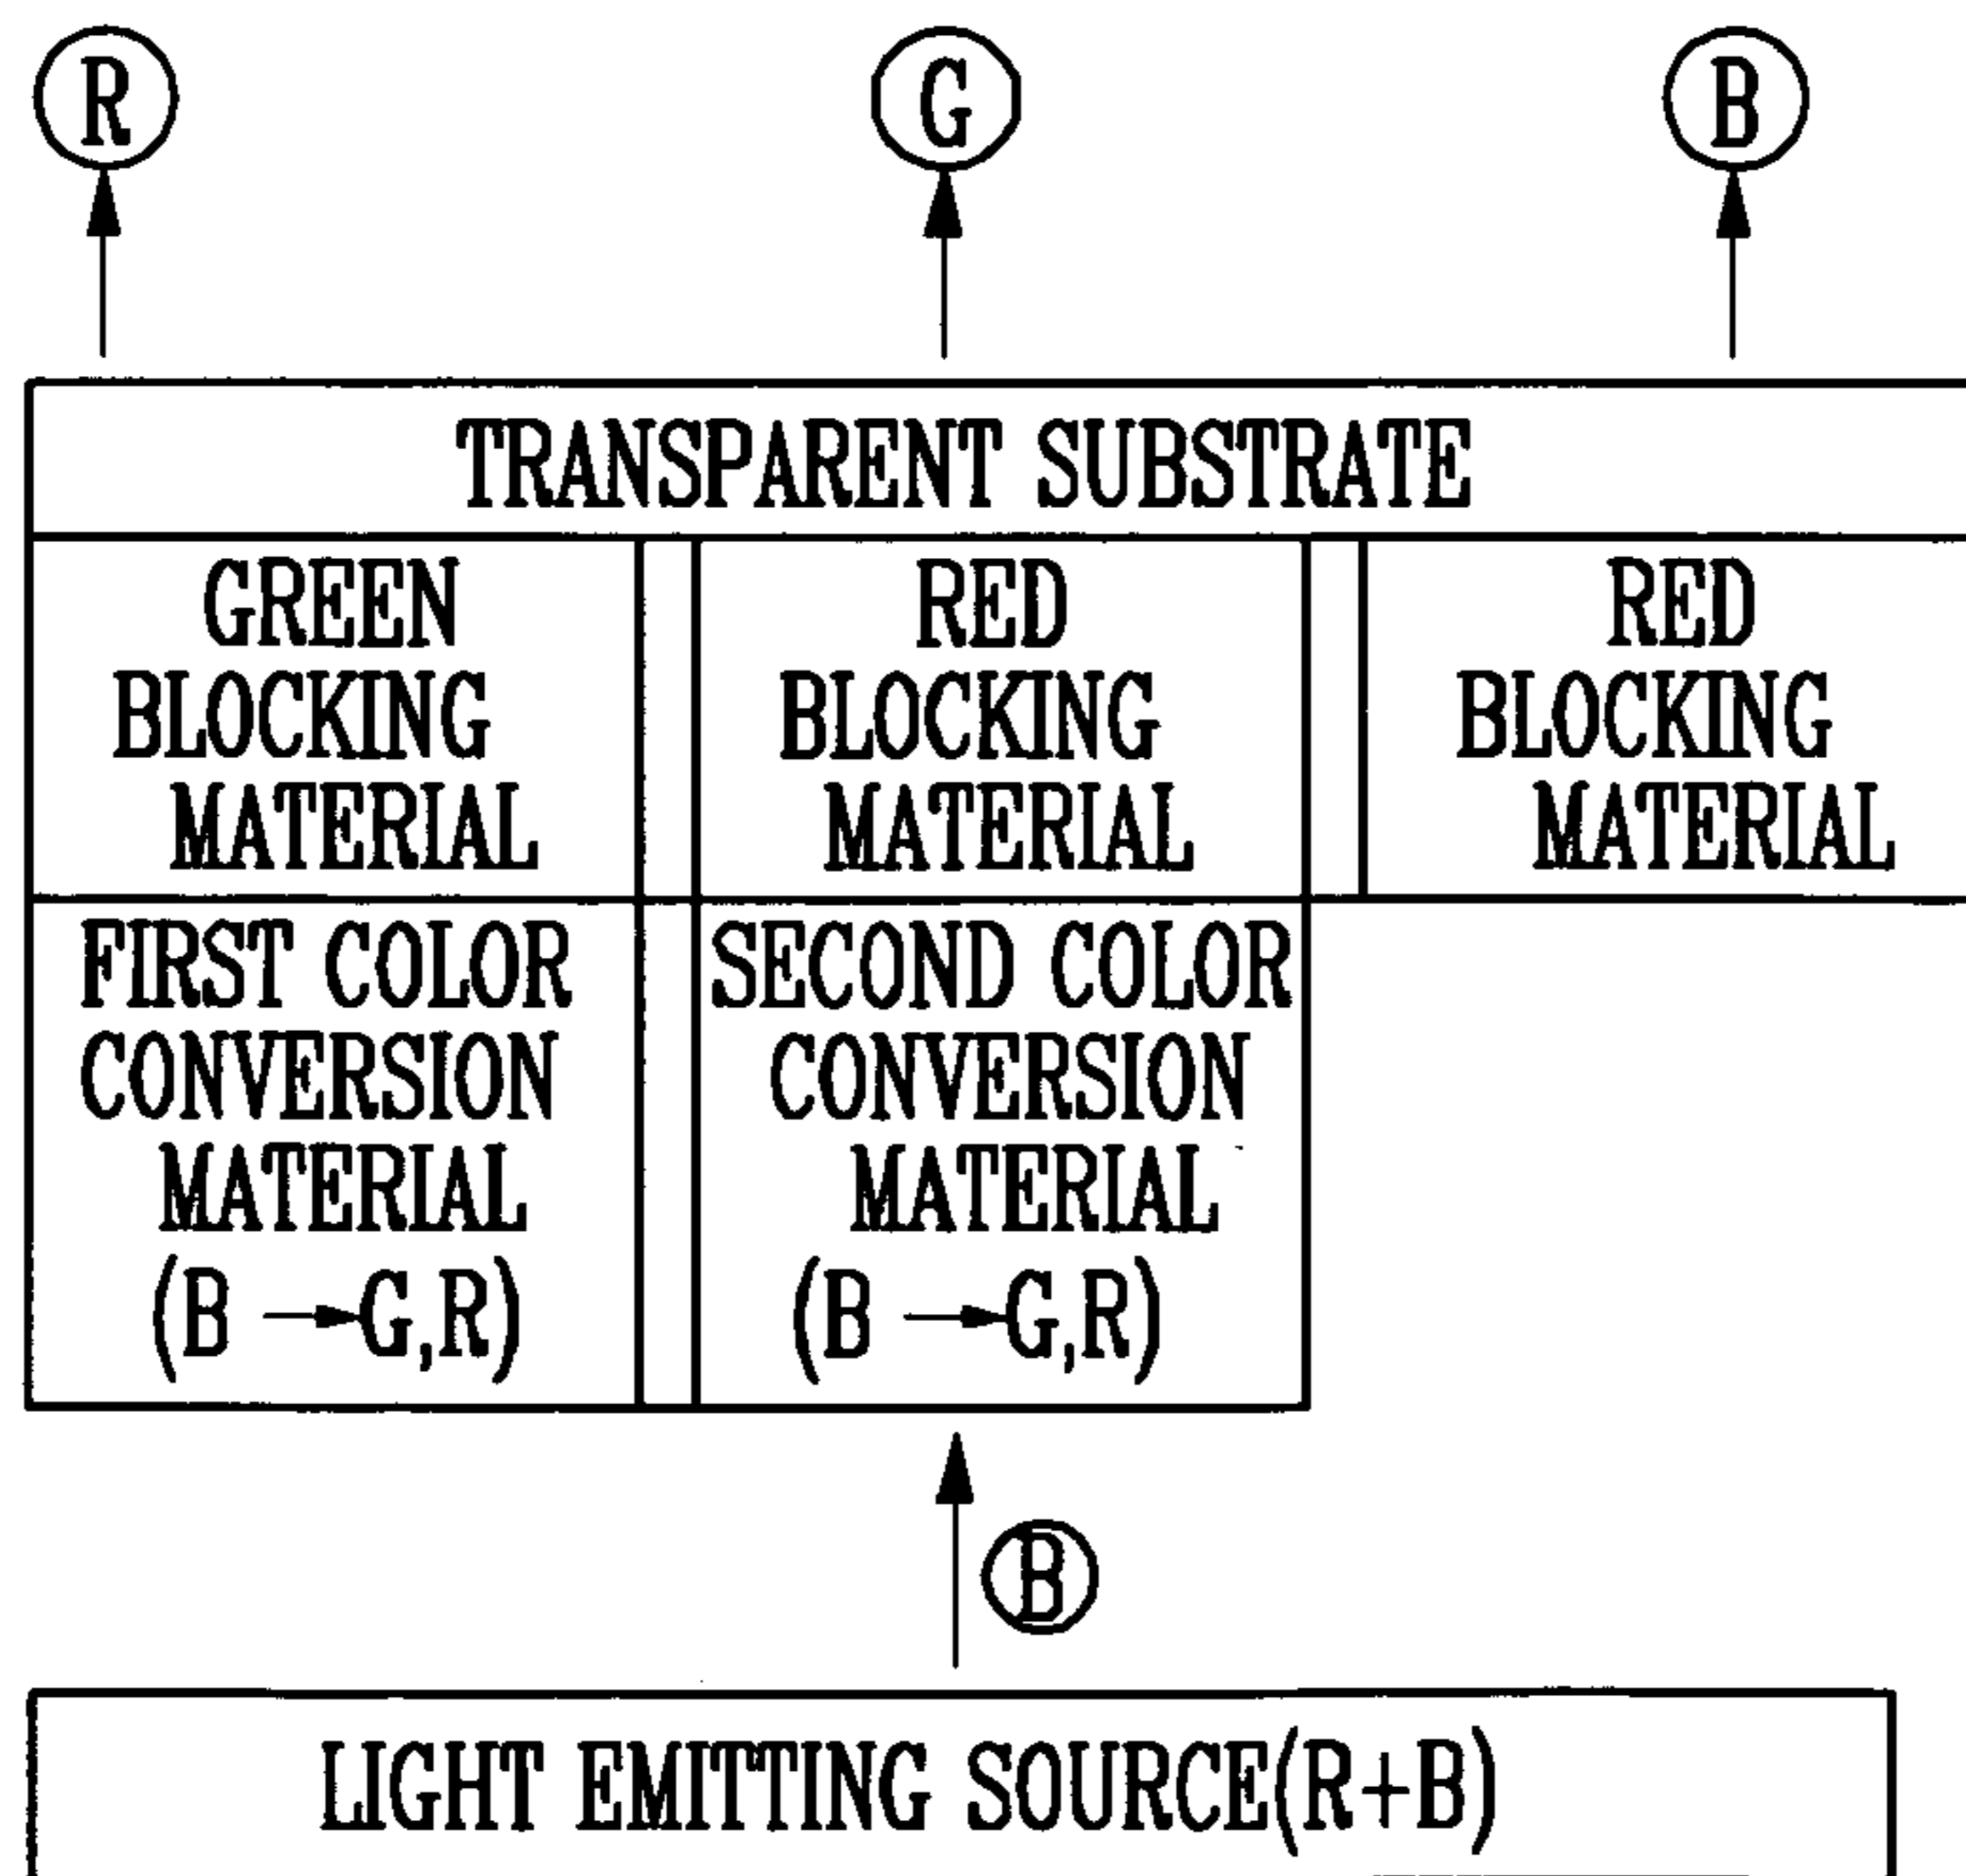 R G B
TRANSPARENT SUBSTRATE
GREEN
BLOCKING
MATERIAL
RED
BLOCKING
MATERIAL
RED
BLOCKING
MATERIAL
FIRST COLOR
CONVERSION
MATERIAL
(B →G,R)
SECOND COLOR
CONVERSION
MATERIAL
(B →G,R)
B
LIGHT EMITTING SOURCE(R+B)